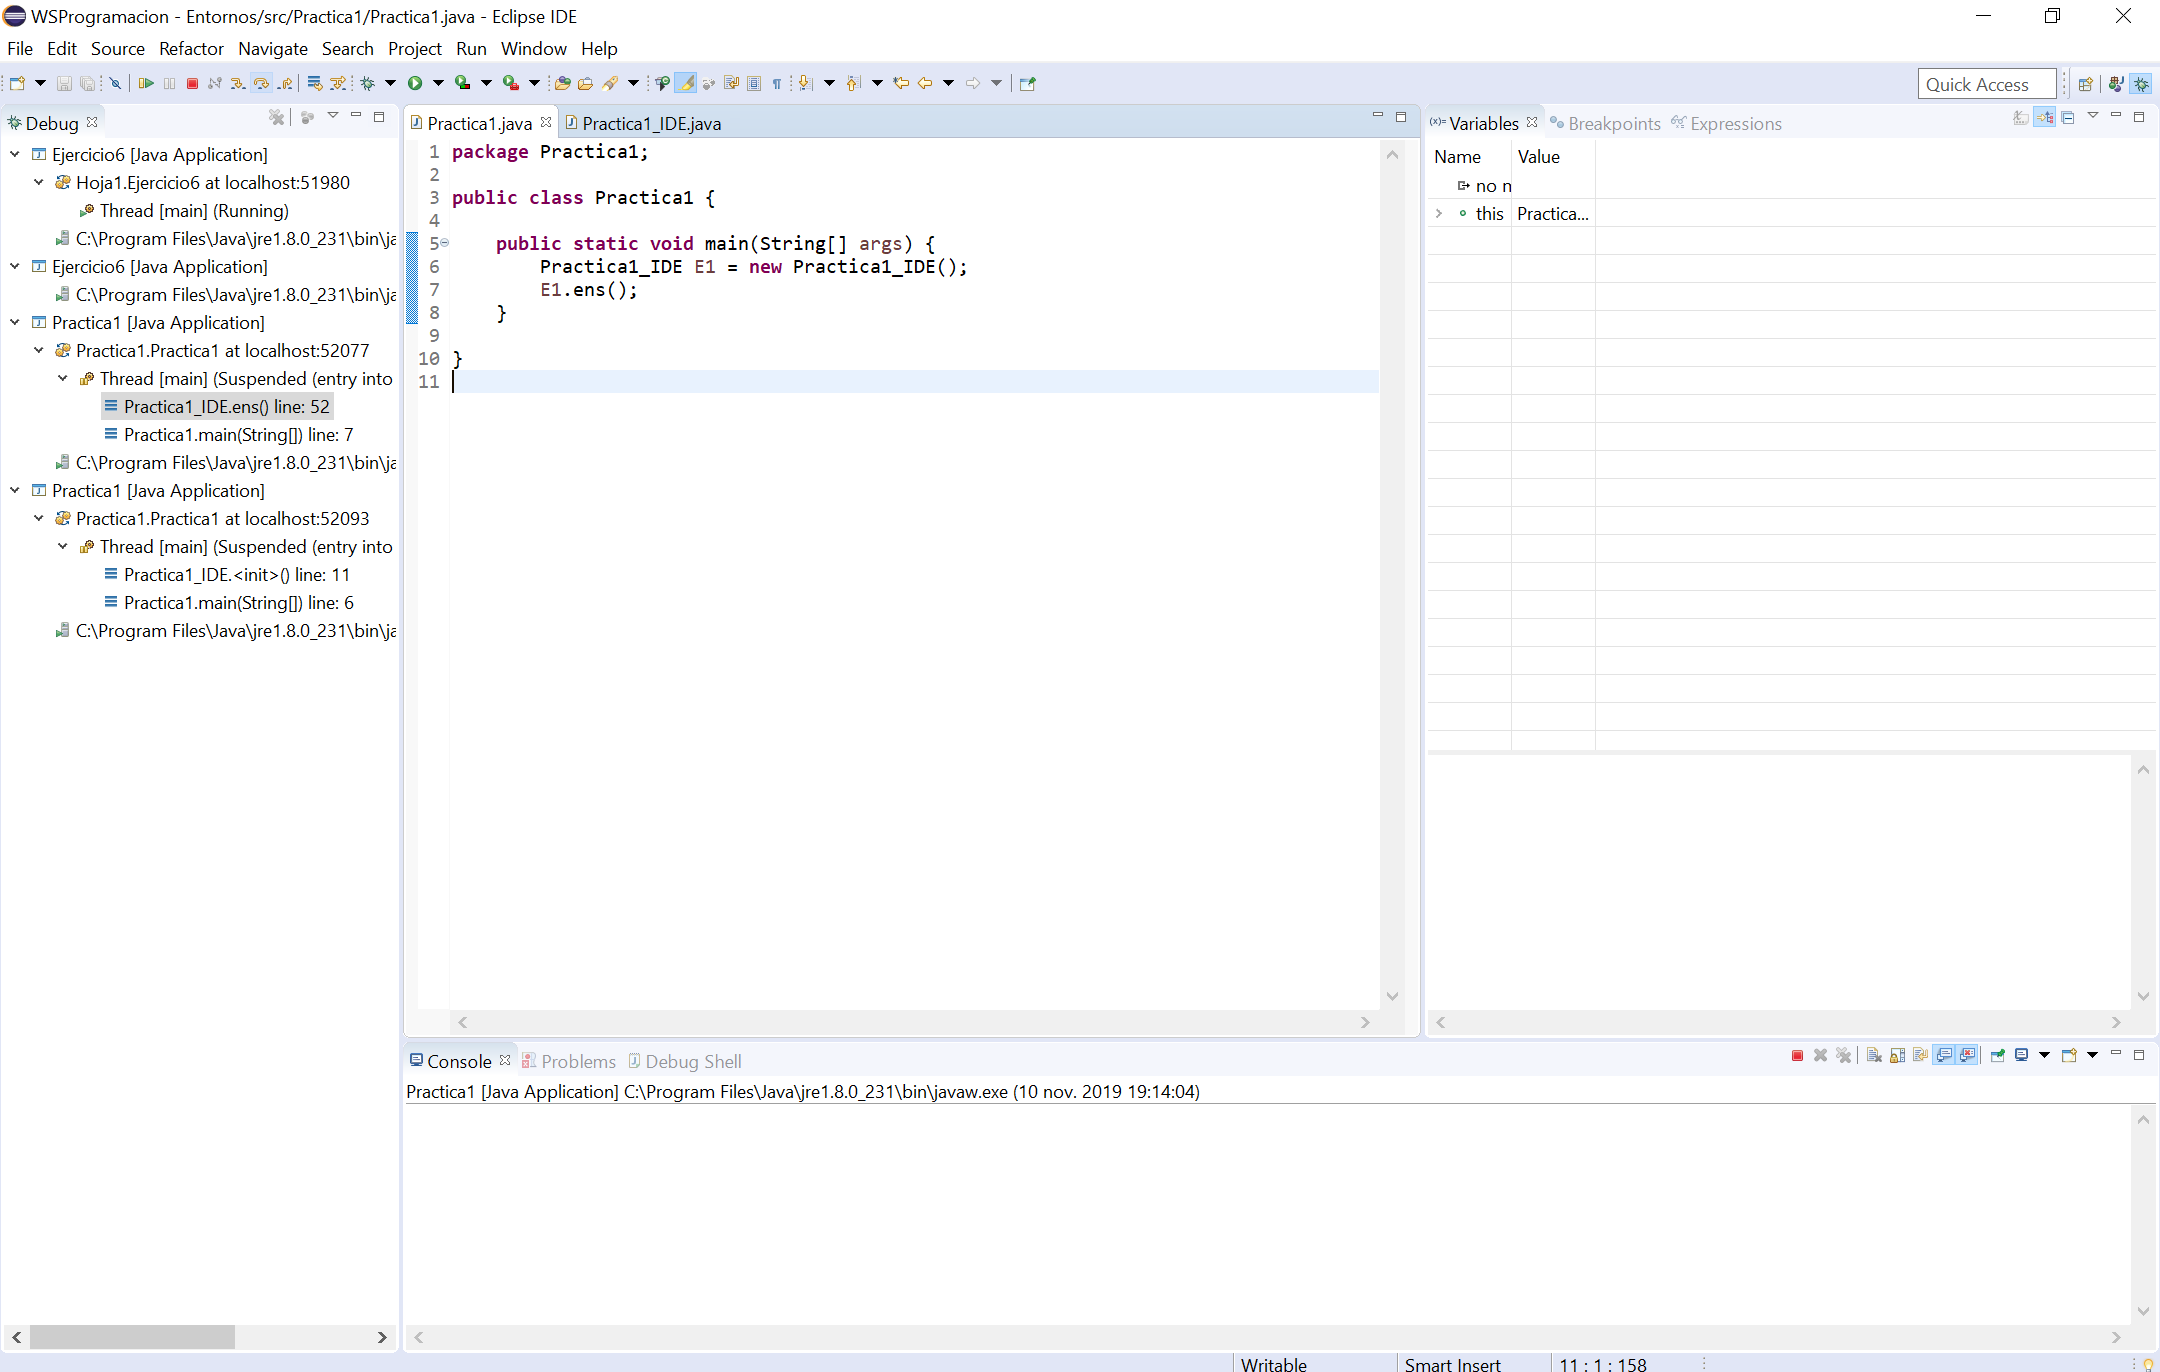 WSProgramacion - Entornos/src/Practica1/Practica1.java - Eclipse IDE
File Edit Source Refactor Navigate Search Project Run Window Help
Quick Access
Debug
Ejercicio6 [Java Application]
Hoja1.Ejercicio6 at localhost:51980
Thread [main] (Running)
C:\Program Files\Java\jre1.8.0_231\bin\ja
Ejercicio6 [Java Application]
C:\Program Files\Java\jre1.8.0_231\bin\ja
Practica1 [Java Application]
Practica1.Practica1 at localhost:52077
Thread [main] (Suspended (entry into
Practica1_IDE.ens() line: 52
Practica1.main(String[]) line: 7
C:\Program Files\Java\jre1.8.0_231\bin\ja
Practica1 [Java Application]
Practica1.Practica1 at localhost:52093
Thread [main] (Suspended (entry into
Practica1_IDE.<init>() line: 11
Practica1.main(String[]) line: 6
C:\Program Files\Java\jre1.8.0_231\bin\ja
Practica1.java Practica1_IDE.java
1 package Practica1;
2
3 public class Practica1 {
4
5 public static void main(String[] args) {
6 Practica1_IDE E1 = new Practica1_IDE();
7 E1.ens();
8 }
9
10 }
11
Variables Breakpoints Expressions
Name Value
no n
this Practica...
Console Problems Debug Shell
Practica1 [Java Application] C:\Program Files\Java\jre1.8.0_231\bin\javaw.exe (10 nov. 2019 19:14:04)
Writable Smart Insert 11 : 1 : 158